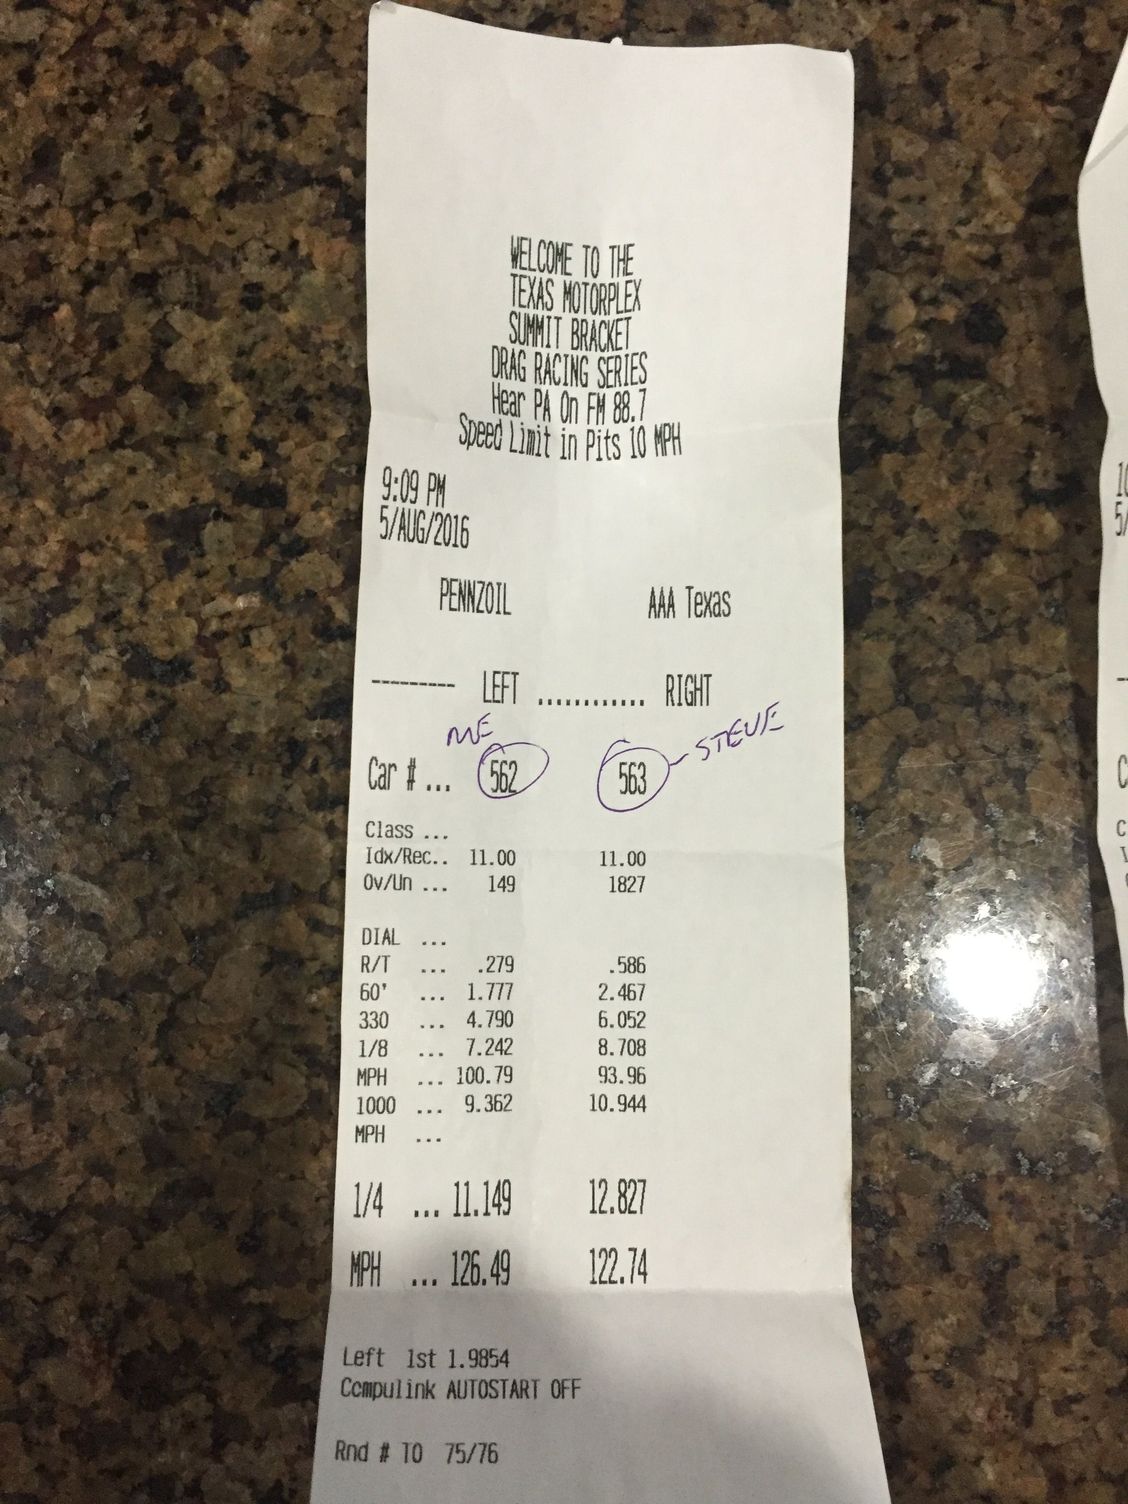 WELCOME TO THE
TEXAS MOTORPLEX
SUMMIT BRACKET
DRAG RACING SERIES
Hear PA On FM 88.7
Speed Limit in Pits 10 MPH
9:09 PM
5/AUG/2016
PENNZOIL AAA Texas
--------- LEFT ............ RIGHT
ME STEVE
Car # ... 562 563
Class ...
Idx/Rec.. 11.00 11.00
Ov/Un ... 149 1827
DIAL ...
R/T ... .279 .586
60' ... 1.777 2.467
330 ... 4.790 6.052
1/8 ... 7.242 8.708
MPH ... 100.79 93.96
1000 ... 9.362 10.944
MPH ...
1/4 ... 11.149 12.827
MPH ... 126.49 122.74
Left 1st 1.9854
Compulink AUTOSTART OFF
Rnd # TO 75/76
10
5/
C
C
I